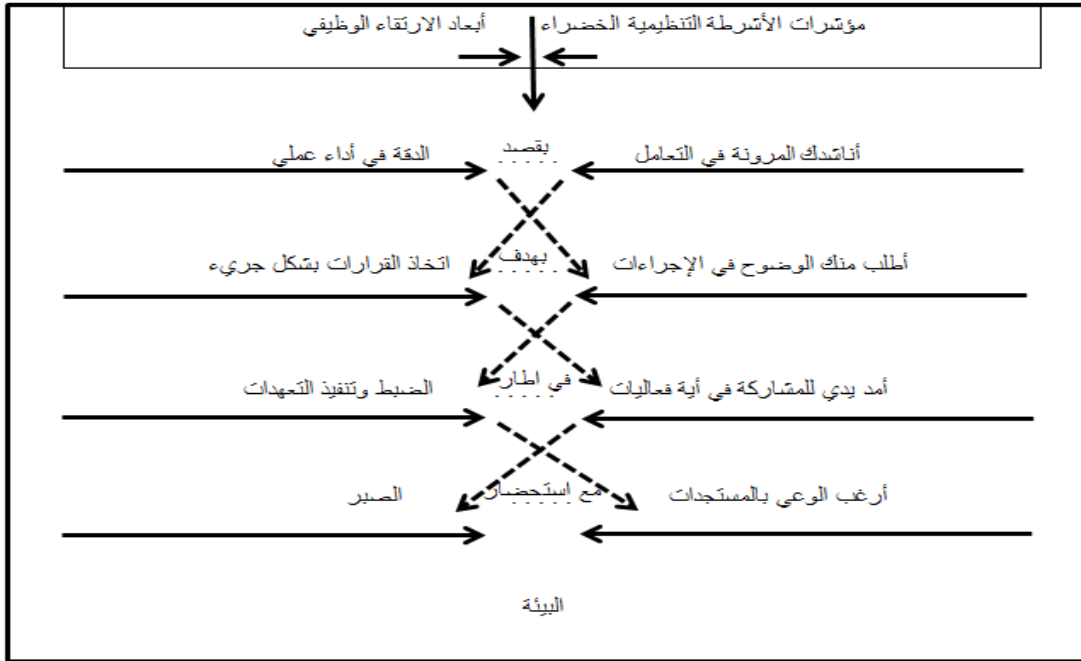 مؤشرات الأشرطة التنظيمية الخضراء أبعاد الارتقاء الوظيفي
أناشدك المرونة في التعامل بقصد الدقة في أداء عملي
أطلب منك الوضوح في الإجراءات بهدف اتخاذ القرارات بشكل جريء
أمد يدي للمشاركة في أية فعاليات في اطار الضبط وتنفيذ التعهدات
أرغب الوعي بالمستجدات مع استحضار الصبر
البيئة